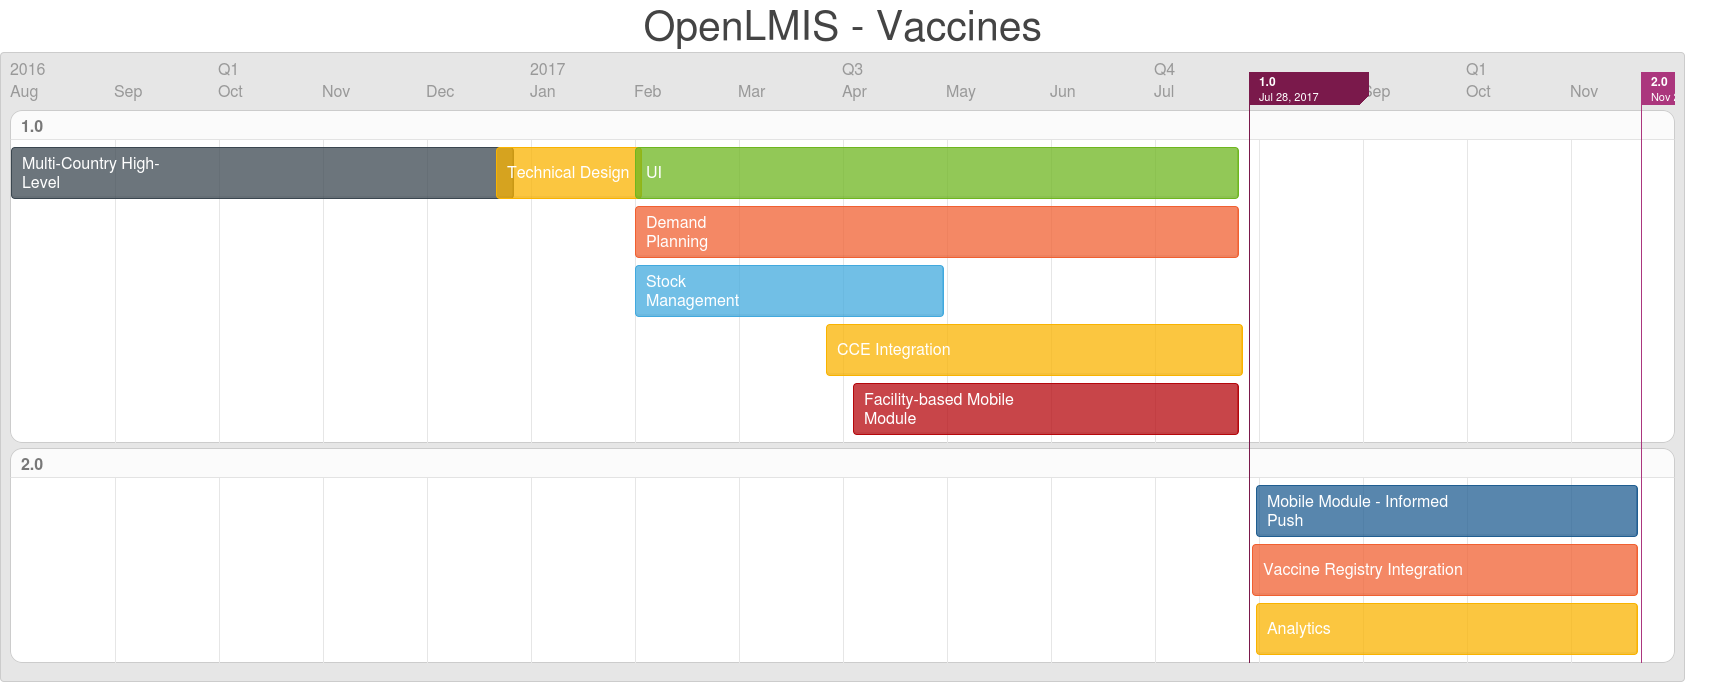 OpenLMIS - Vaccines
2016 Q1 2017 Q3 Q4 Q1
Aug Sep Oct Nov Dec Jan Feb Mar Apr May Jun Jul Sep Oct Nov
1.0
Jul 28, 2017
2.0
Nov
1.0
Multi-Country High-
Level
Technical Design
UI
Demand
Planning
Stock
Management
CCE Integration
Facility-based Mobile
Module
2.0
Mobile Module - Informed
Push
Vaccine Registry Integration
Analytics